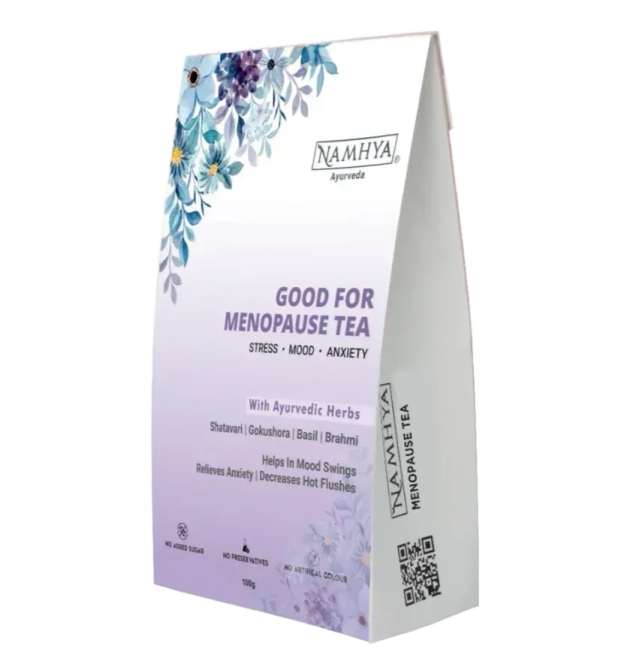 NAMHYA®
Ayurveda
GOOD FOR
MENOPAUSE TEA
STRESS • MOOD • ANXIETY
With Ayurvedic Herbs
Shatavari | Gokushora | Basil | Brahmi
Helps In Mood Swings
Relieves Anxiety | Decreases Hot Flushes
NO ADDED SUGAR
NO PRESERVATIVES
NO ARTIFICAL COLOUR
100g
NAMHYA
MENOPAUSE TEA